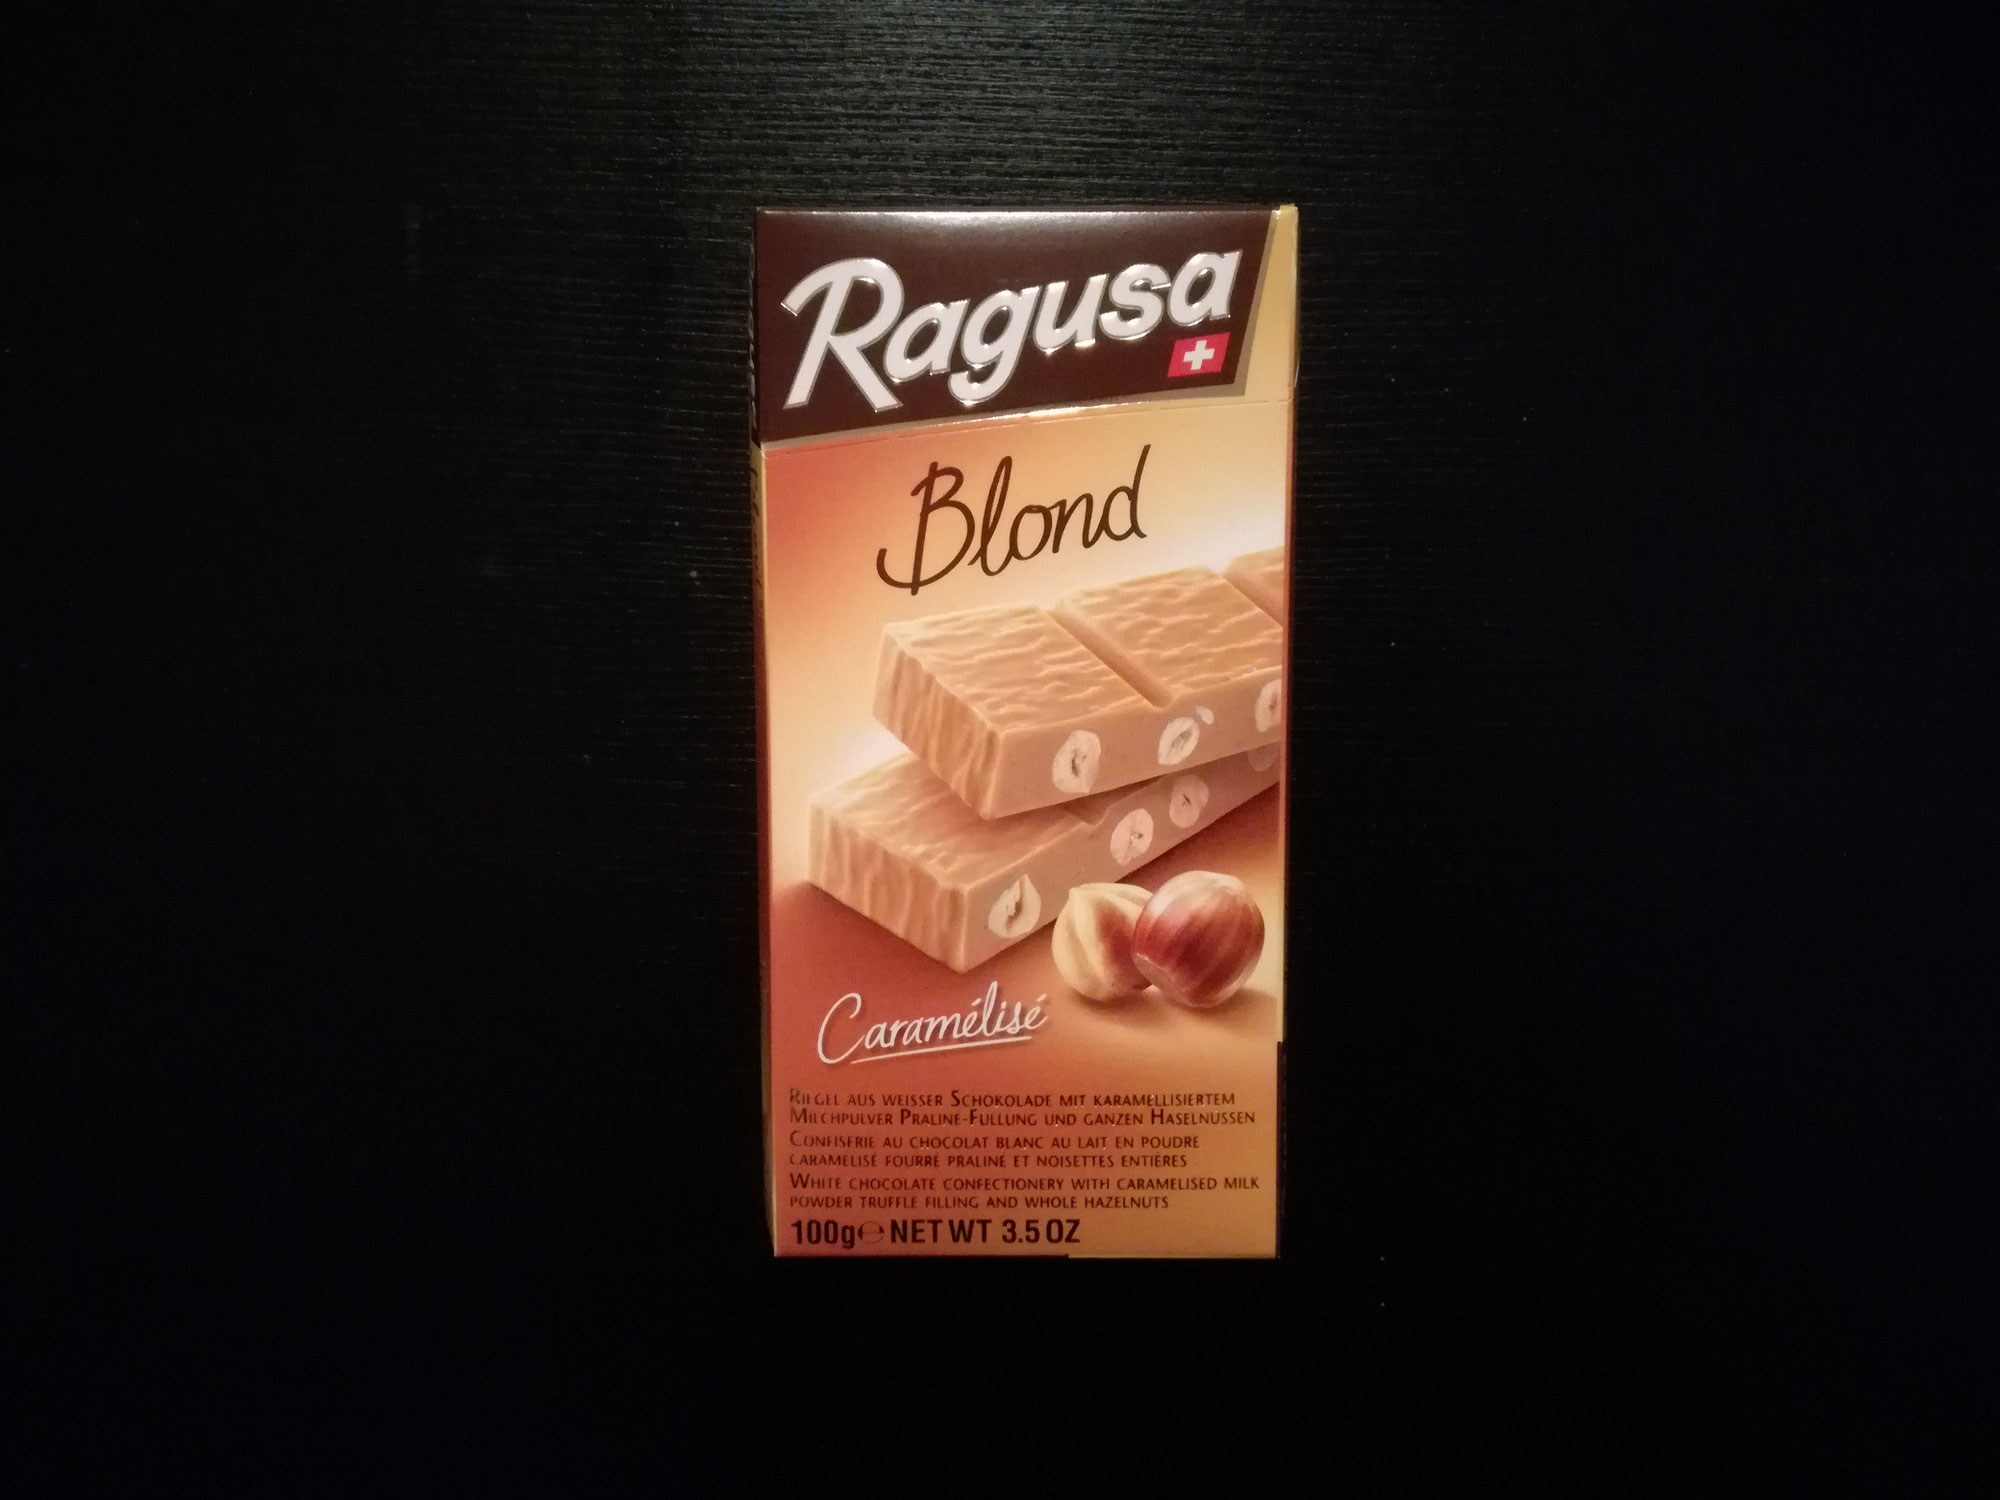 Ragusa
Blond
Caramélisé
RIEGEL AUS WEISSER SCHOKOLADE MIT KARAMELLISIERTEM
MILCHPULVER PRALINE-FÜLLUNG UND GANZEN HASELNÜSSEN
CONFISERIE AU CHOCOLAT BLANC AU LAIT EN POUDRE
CARAMÉLISÉ FOURRÉ PRALINÉ ET NOISETTES ENTIÈRES
WHITE CHOCOLATE CONFECTIONERY WITH CARAMELISED MILK
POWDER TRUFFLE FILLING AND WHOLE HAZELNUTS
100g℮ NET WT 3.5 OZ